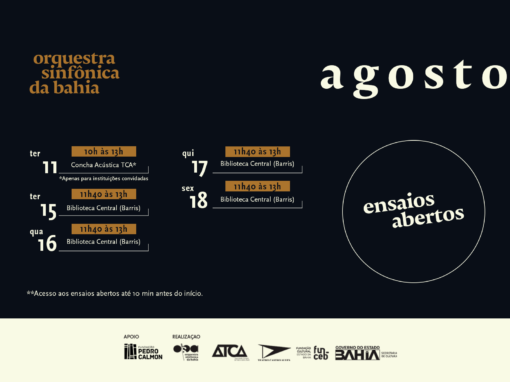 orquestra
sinfônica
da bahia
agosto
ter
11
10h às 13h
Concha Acústica TCA*
*Apenas para instituições convidadas
ter
15
11h40 às 13h
Biblioteca Central (Barris)
qua
16
11h40 às 13h
Biblioteca Central (Barris)
qui
17
11h40 às 13h
Biblioteca Central (Barris)
sex
18
11h40 às 13h
Biblioteca Central (Barris)
ensaios
abertos
**Acesso aos ensaios abertos até 10 min antes do início.
APOIO
PEDRO
CALMON
REALIZAÇÃO
ATCA
FUNDAÇÃO
CULTURAL
fun
ceb
GOVERNO DO ESTADO
BAHIA